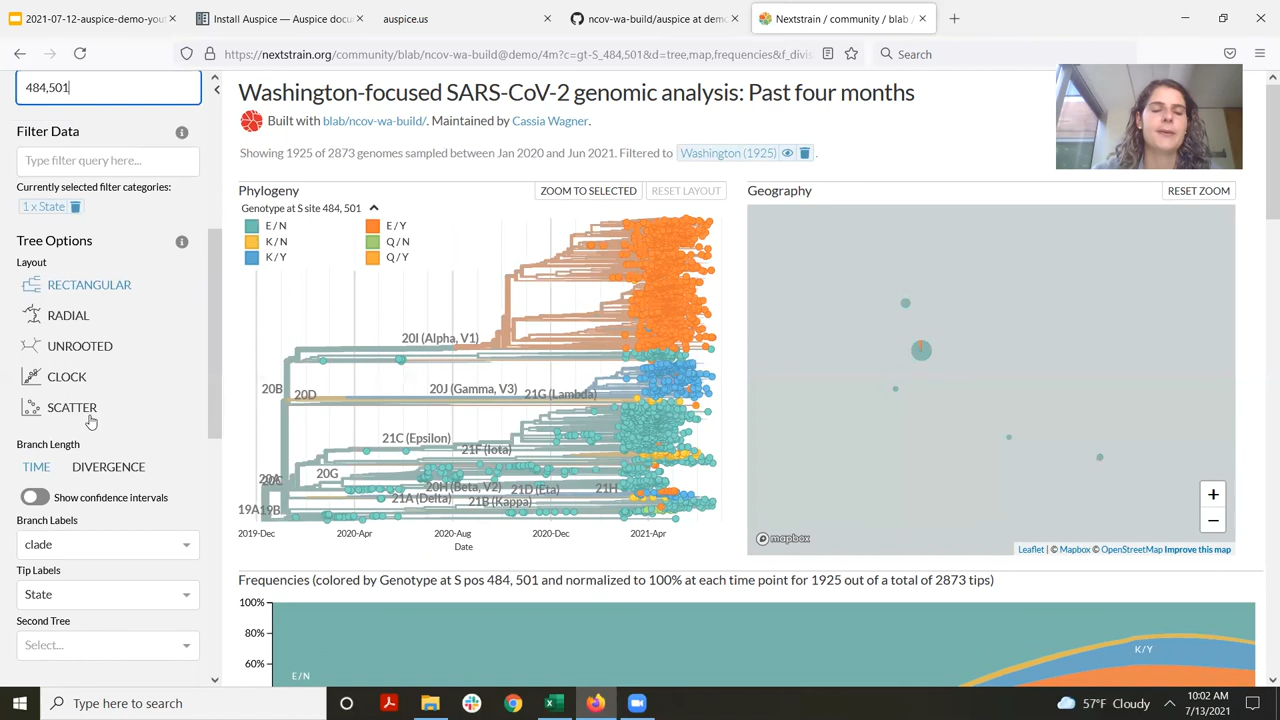 2021-07-12-auspice-demo-you
Install Auspice — Auspice docu
auspice.us
ncov-wa-build/auspice at dem
Nextstrain / community / blab /
https://nextstrain.org/community/blab/ncov-wa-build@demo/4m?c=gt-S_484,501&d=tree,map,frequencies&f_divi
Search
484,501
Filter Data
Type filter query here...
Currently selected filter categories:
1 x State
Tree Options
Layout
RECTANGULAR
RADIAL
UNROOTED
CLOCK
SCATTER
Branch Length
TIME DIVERGENCE
Show confidence intervals
Branch Labels
clade
Tip Labels
State
Second Tree
Select...
Washington-focused SARS-CoV-2 genomic analysis: Past four months
Built with blab/ncov-wa-build/. Maintained by Cassia Wagner.
Showing 1925 of 2873 genomes sampled between Jan 2020 and Jun 2021. Filtered to Washington (1925) .
Phylogeny
ZOOM TO SELECTED
RESET LAYOUT
Genotype at S site 484, 501
E / N
E / Y
K / N
Q / N
K / Y
Q / Y
20I (Alpha, V1)
20B
20D
20J (Gamma, V3)
21G (Lambda)
21C (Epsilon)
21F (Iota)
20G
20A
20C
20H (Beta, V2)
21D (Eta)
21H
21A (Delta)
21B (Kappa)
19A
19B
2019-Dec
2020-Apr
2020-Aug
2020-Dec
2021-Apr
Date
Geography
RESET ZOOM
+
−
mapbox
Leaflet | © Mapbox © OpenStreetMap Improve this map
Frequencies (colored by Genotype at S pos 484, 501 and normalized to 100% at each time point for 1925 out of a total of 2873 tips)
100%
80%
60%
E / N
K / Y
Type here to search
57°F Cloudy
10:02 AM
7/13/2021